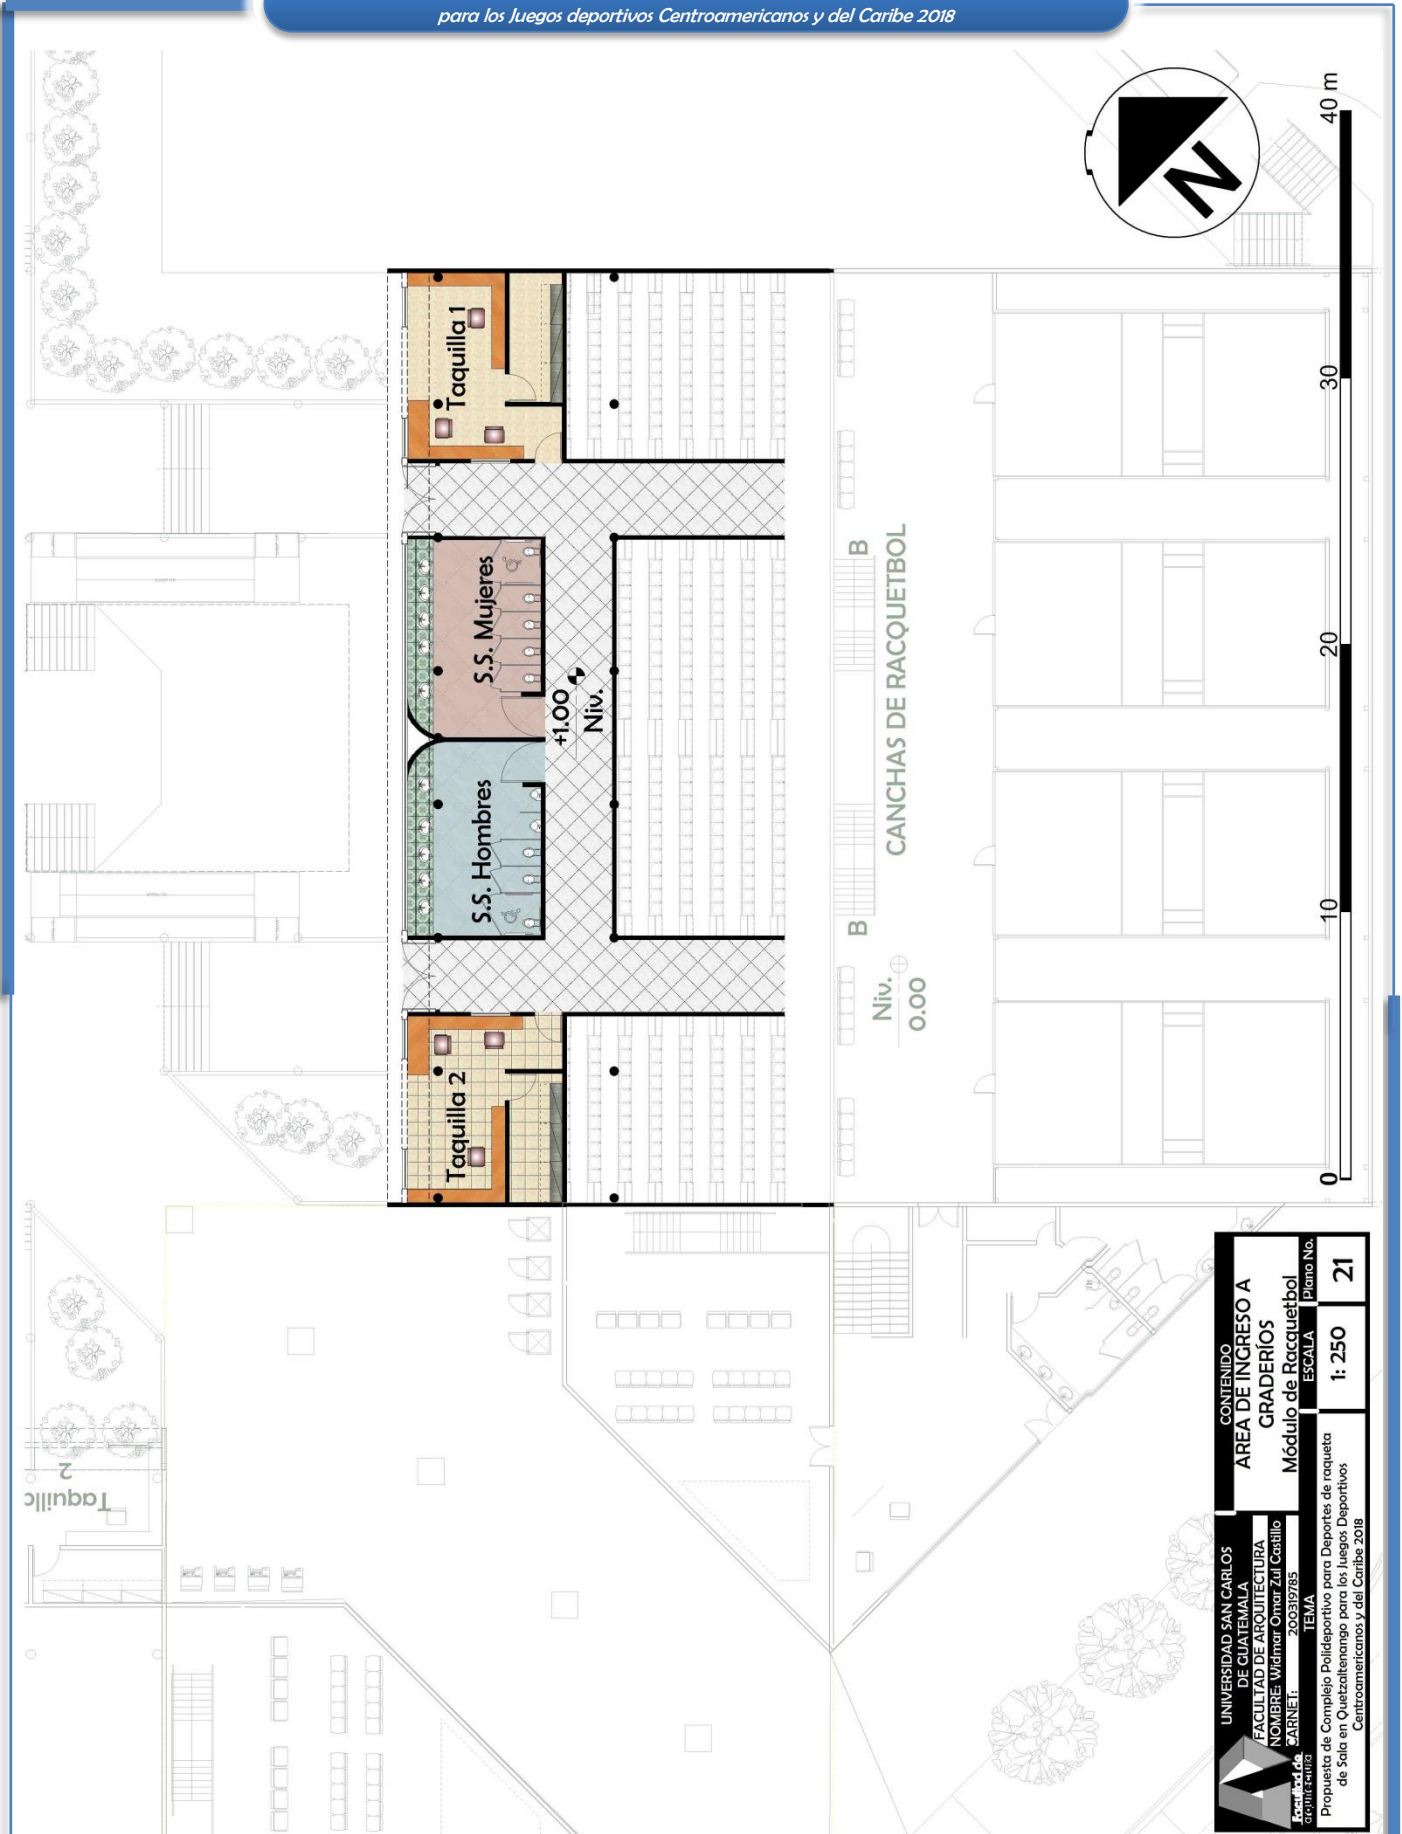 para los Juegos deportivos Centroamericanos y del Caribe 2018
40 m
30
20
10
0
N
Taquilla 1
S.S. Mujeres
S.S. Hombres
Taquilla 2
+1.00
Niv.
B
B
CANCHAS DE RACQUETBOL
Niv.
0.00
Taquilla
2
UNIVERSIDAD SAN CARLOS
DE GUATEMALA
FACULTAD DE ARQUITECTURA
NOMBRE: Widmar Omar Zul Castillo
CARNET: 200319785
Facultad de
arquitectura
CONTENIDO
ÁREA DE INGRESO A
GRADERÍOS
Módulo de Racquetbol
TEMA
Propuesta de Complejo Polideportivo para Deportes de raqueta
de Sala en Quetzaltenango para los Juegos Deportivos
Centroamericanos y del Caribe 2018
ESCALA
1: 250
Plano No.
21